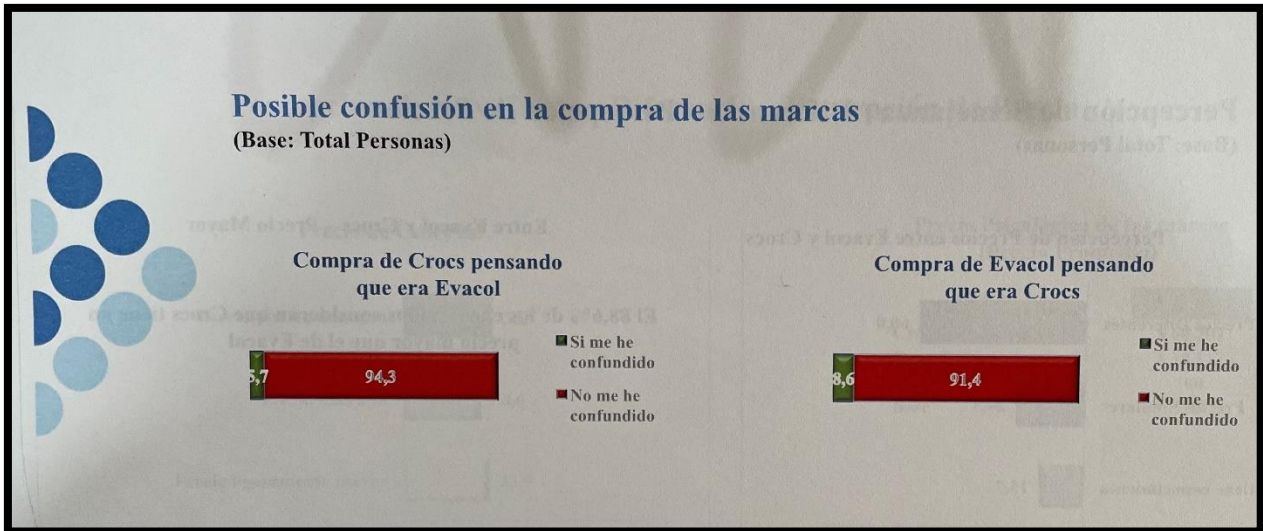 Posible confusión en la compra de las marcas
(Base: Total Personas)
Compra de Crocs pensando
que era Evacol
5,7
94,3
Si me he
confundido
No me he
confundido
Compra de Evacol pensando
que era Crocs
8,6
91,4
Si me he
confundido
No me he
confundido